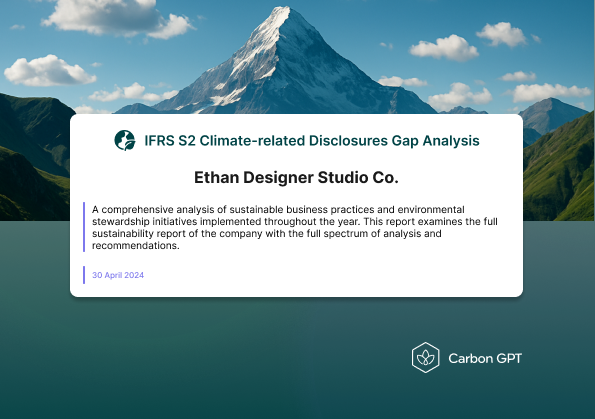 IFRS S2 Climate-related Disclosures Gap Analysis
Ethan Designer Studio Co.
A comprehensive analysis of sustainable business practices and environmental
stewardship initiatives implemented throughout the year. This report examines the full
sustainability report of the company with the full spectrum of analysis and
recommendations.
30 April 2024
Carbon GPT